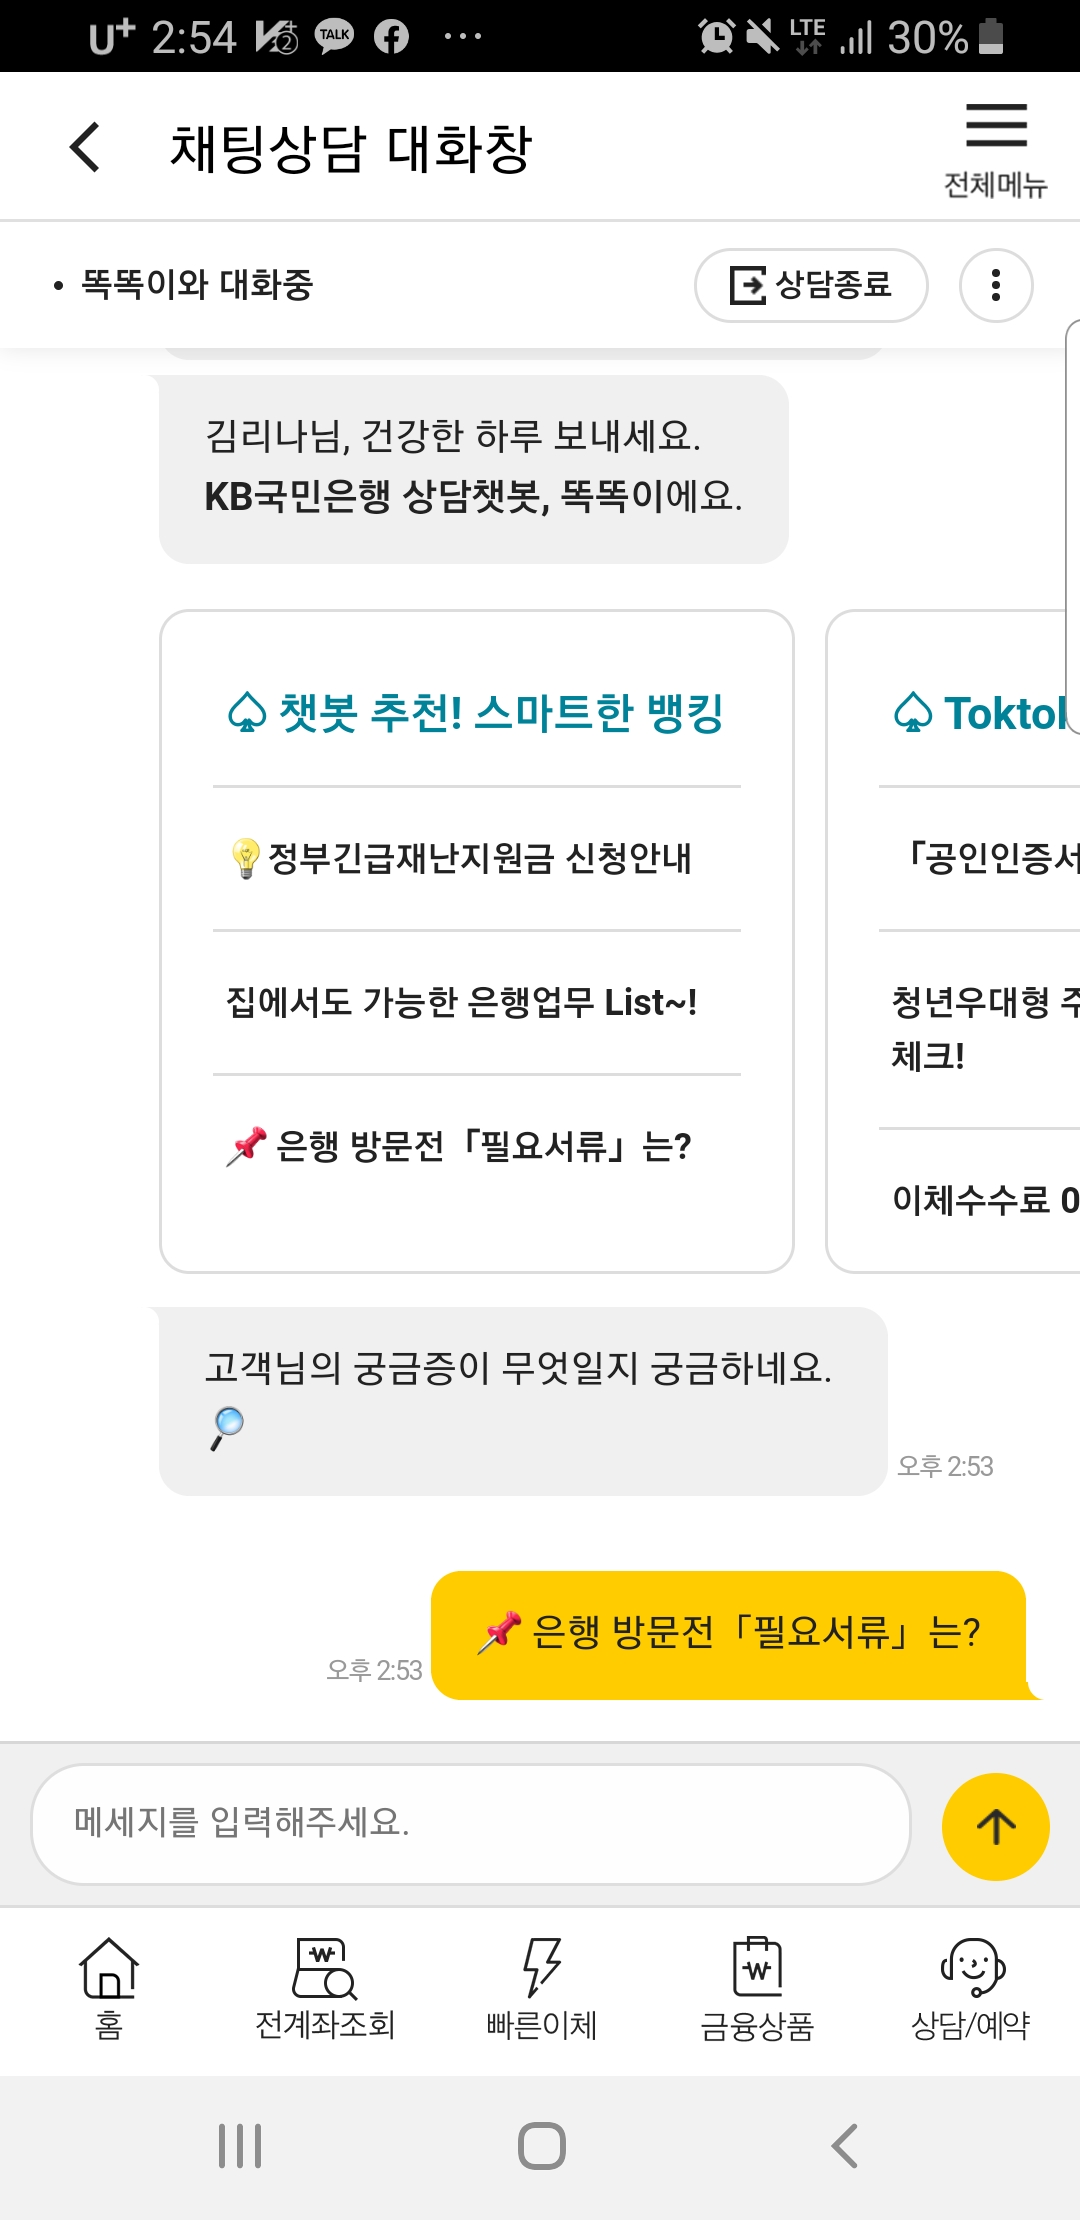 U+ 2:54 TALK LTE 30%
채팅상담 대화창
전체메뉴
• 똑똑이와 대화중
상담종료
김리나님, 건강한 하루 보내세요.
KB국민은행 상담챗봇, 똑똑이에요.
♤ 챗봇 추천! 스마트한 뱅킹
💡정부긴급재난지원금 신청안내
집에서도 가능한 은행업무 List~!
📌 은행 방문전「필요서류」는?
♤ Toktol
「공인인증서
청년우대형 주
체크!
이체수수료 0
고객님의 궁금증이 무엇일지 궁금하네요.
🔎
오후 2:53
📌 은행 방문전「필요서류」는?
오후 2:53
메세지를 입력해주세요.
홈
전계좌조회
빠른이체
금융상품
상담/예약